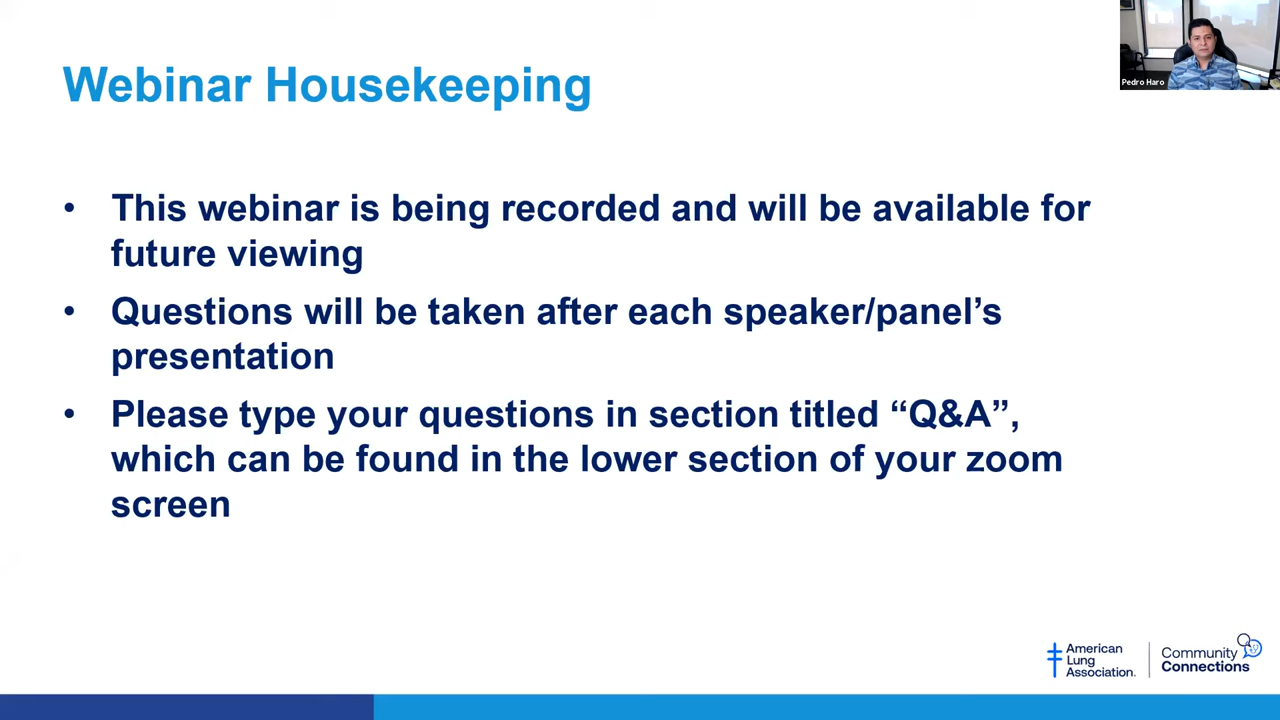 Webinar Housekeeping
Pedro Haro
• This webinar is being recorded and will be available for
future viewing
• Questions will be taken after each speaker/panel’s
presentation
• Please type your questions in section titled “Q&A”,
which can be found in the lower section of your zoom
screen
American
Lung
Association.
Community
Connections